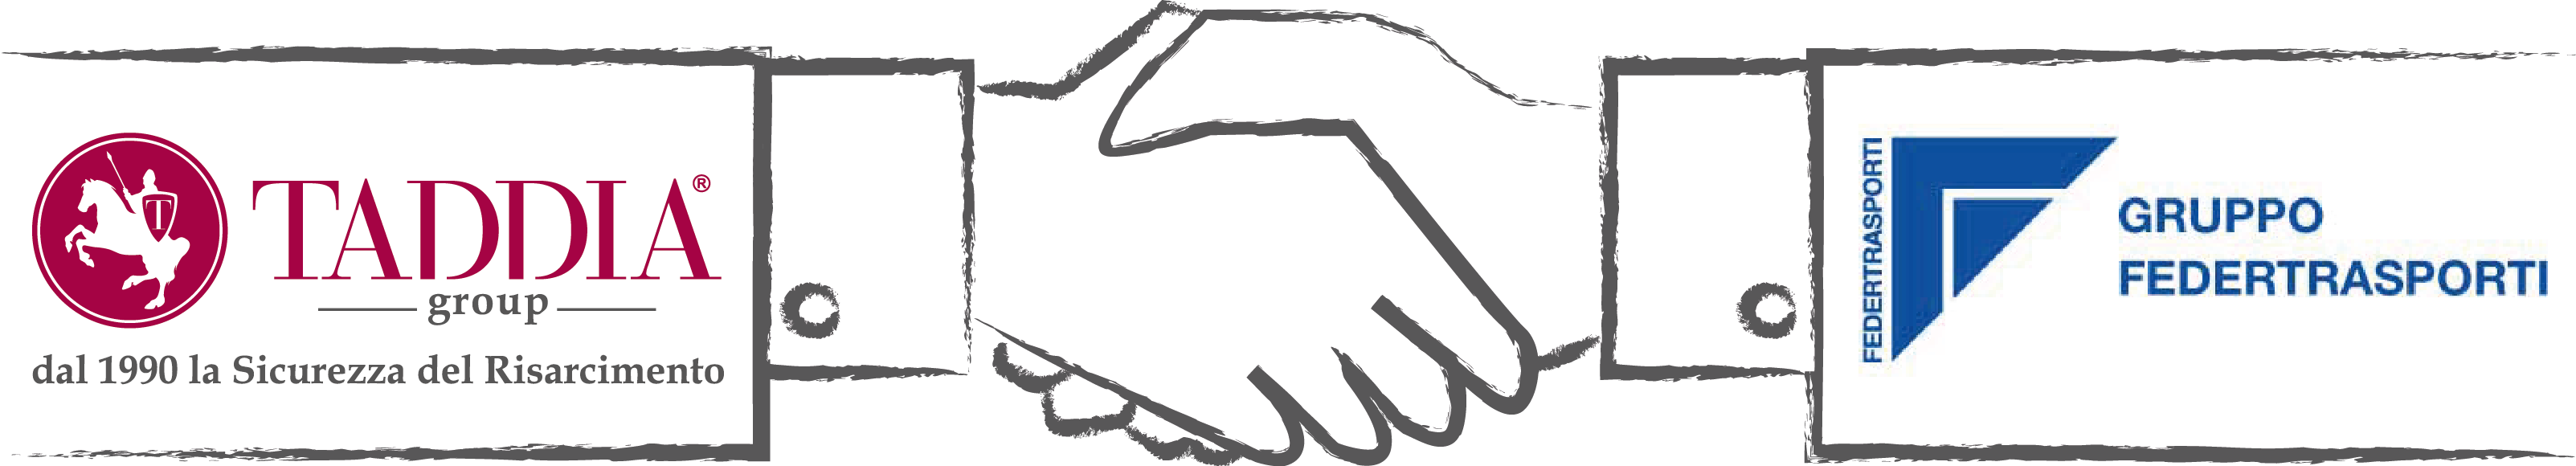 T
TADDIA®
group
dal 1990 la Sicurezza del Risarcimento
FEDERTRASPORTI
GRUPPO
FEDERTRASPORTI